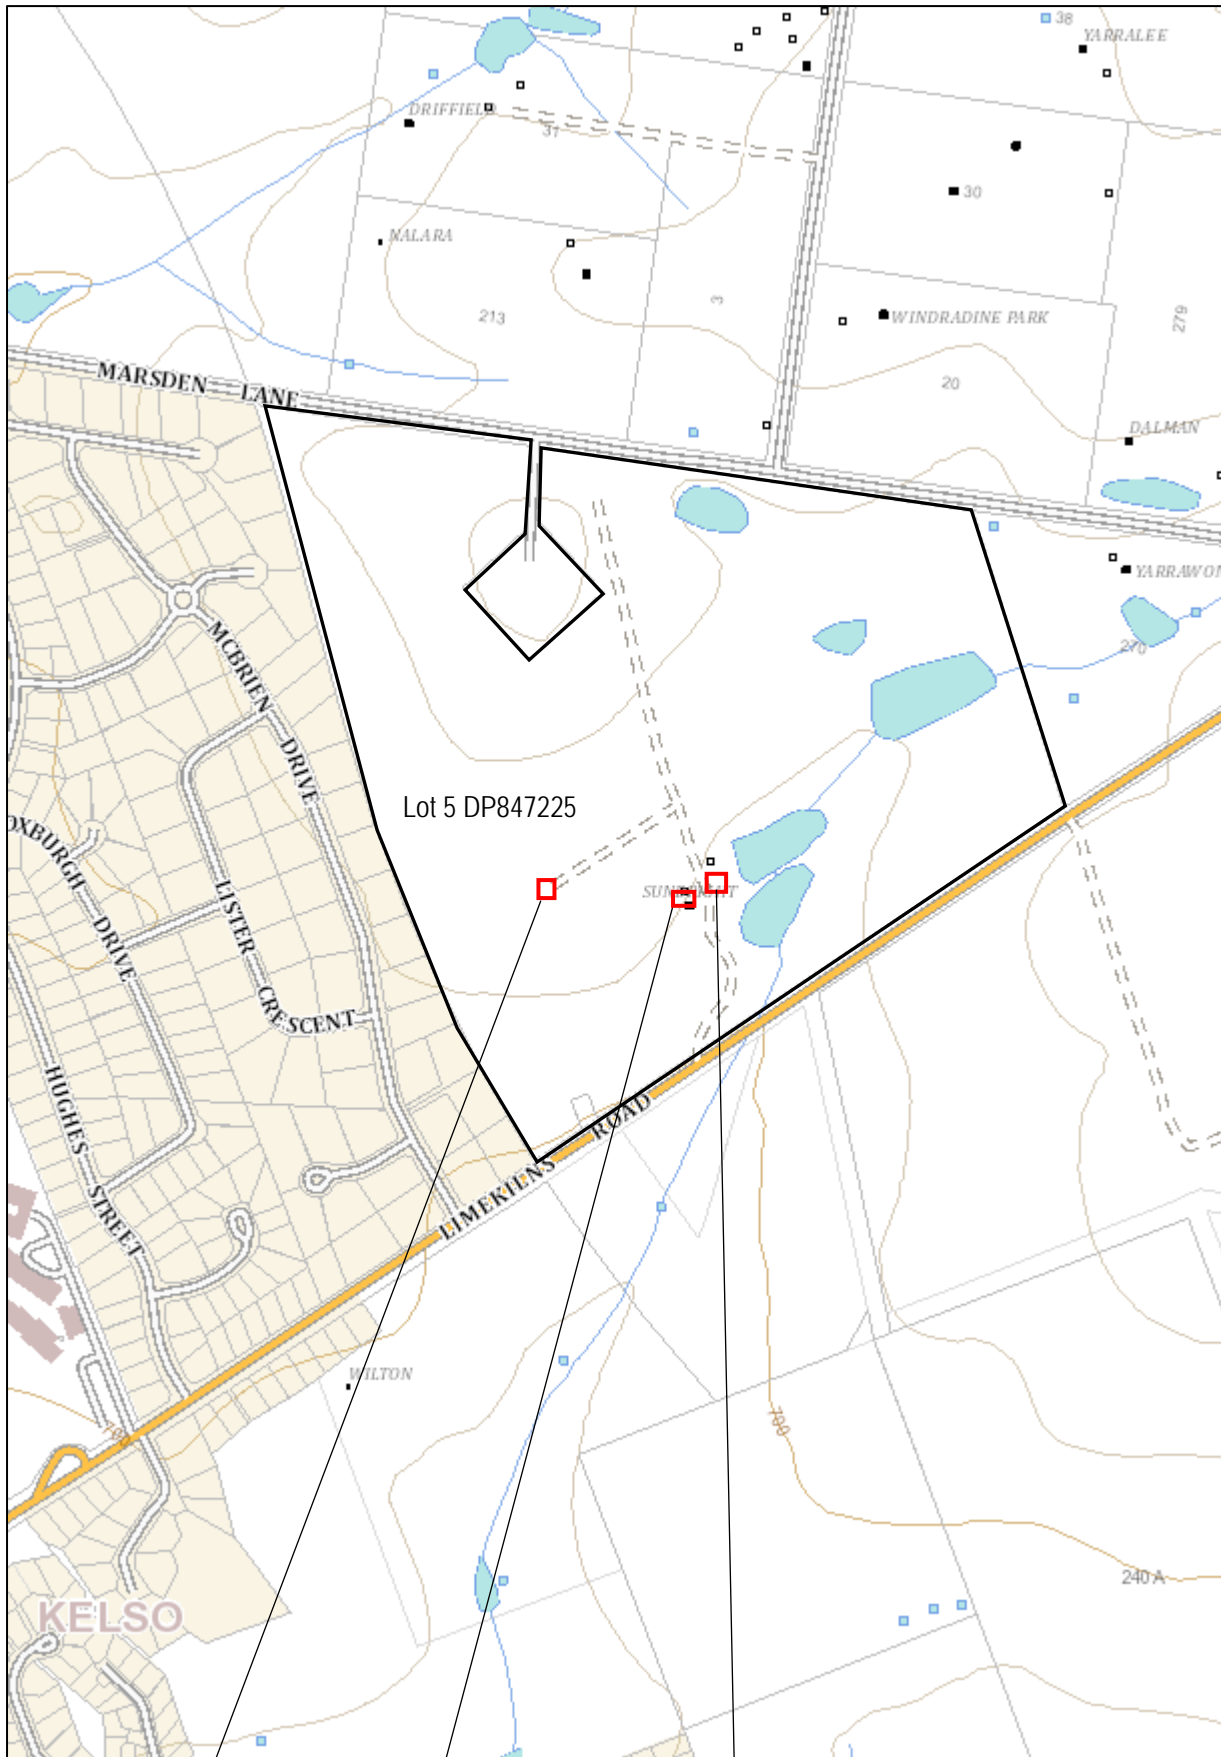 38
YARRALEE
DRIFFIELD
31
30
NALARA
3
213
279
WINDRADINE PARK
MARSDEN LANE
20
DALMAN
YARRAWON
MCBRIEN DRIVE
270
Lot 5 DP847225
OXBURGH DRIVE
LISTER CRESCENT
HUGHES STREET
LIMEKILNS ROAD
WILTON
700
700
240 A
KELSO